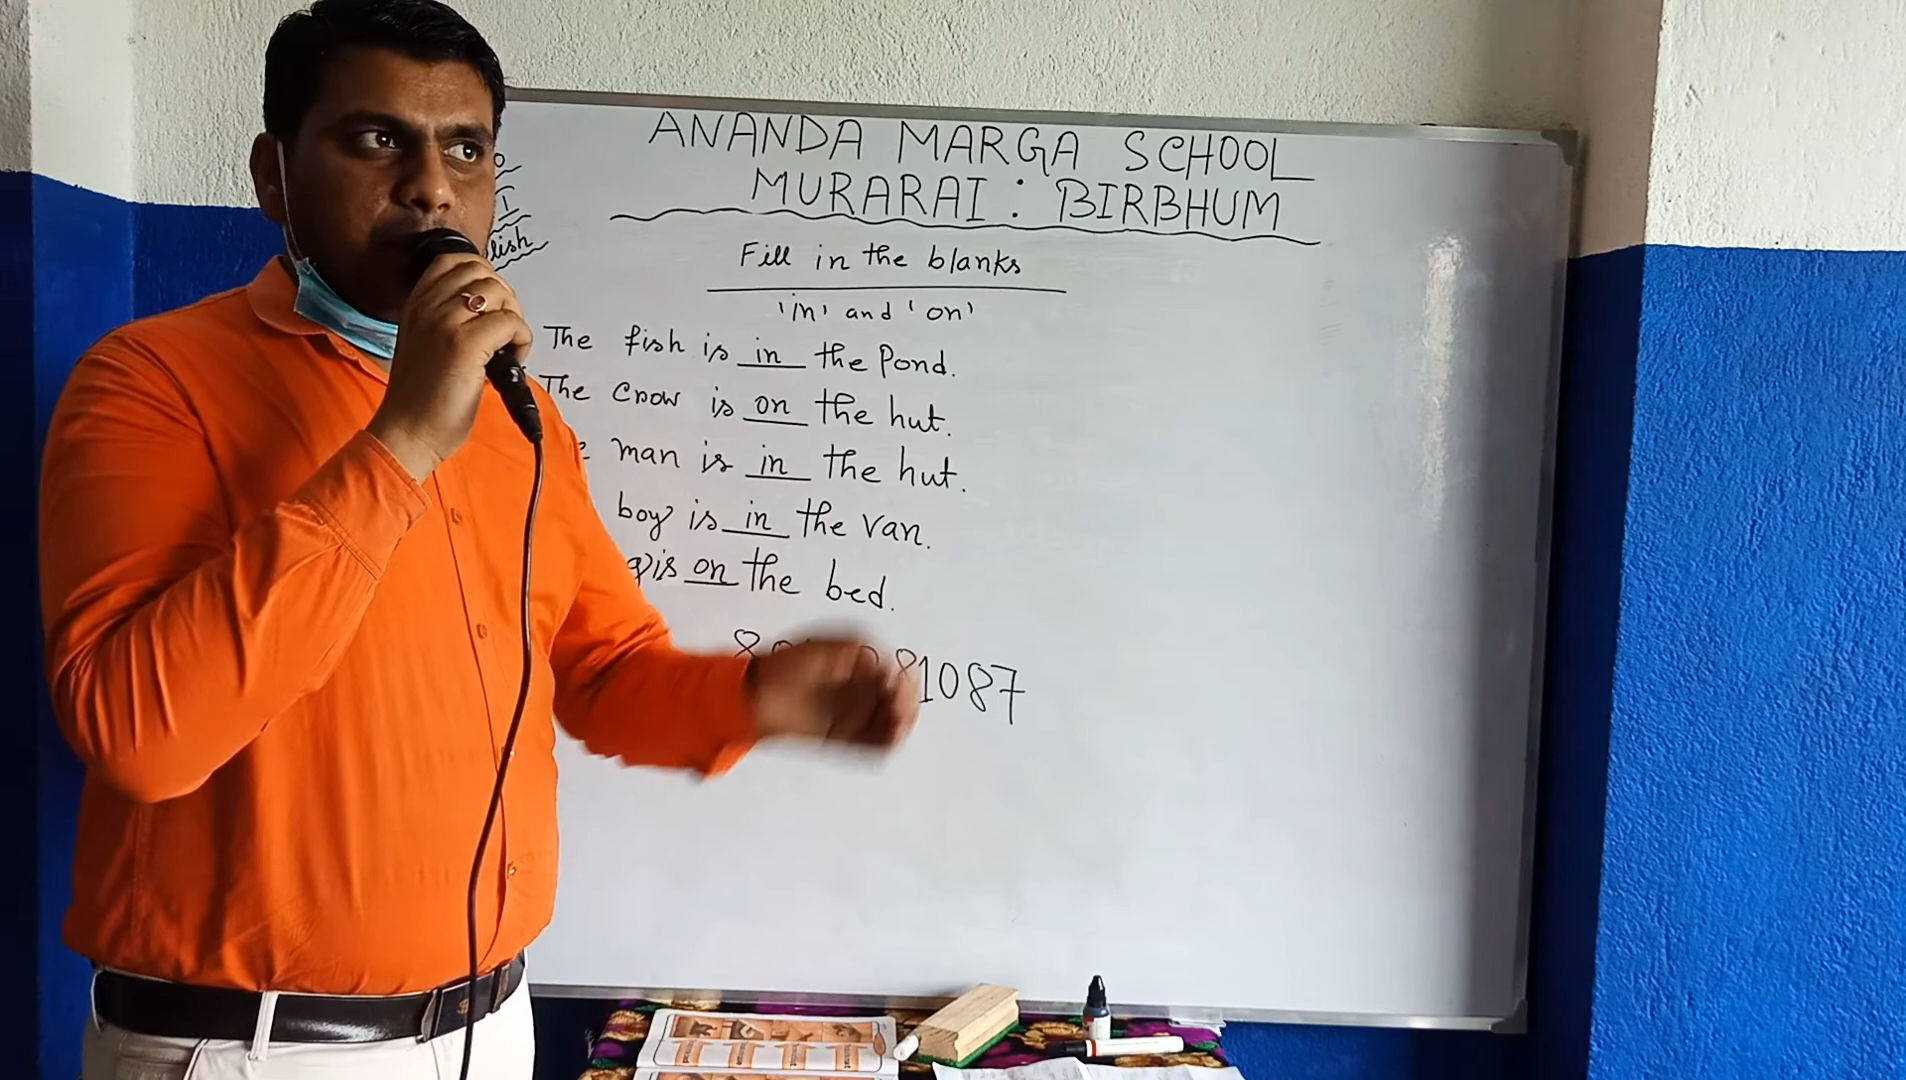 ANANDA MARGA SCHOOL
MURARAI : BIRBHUM
Fill in the blanks
'in' and 'on'
The fish is in the Pond.
The crow is on the hut.
man is in the hut.
boy is in the van.
is on the bed.
81087